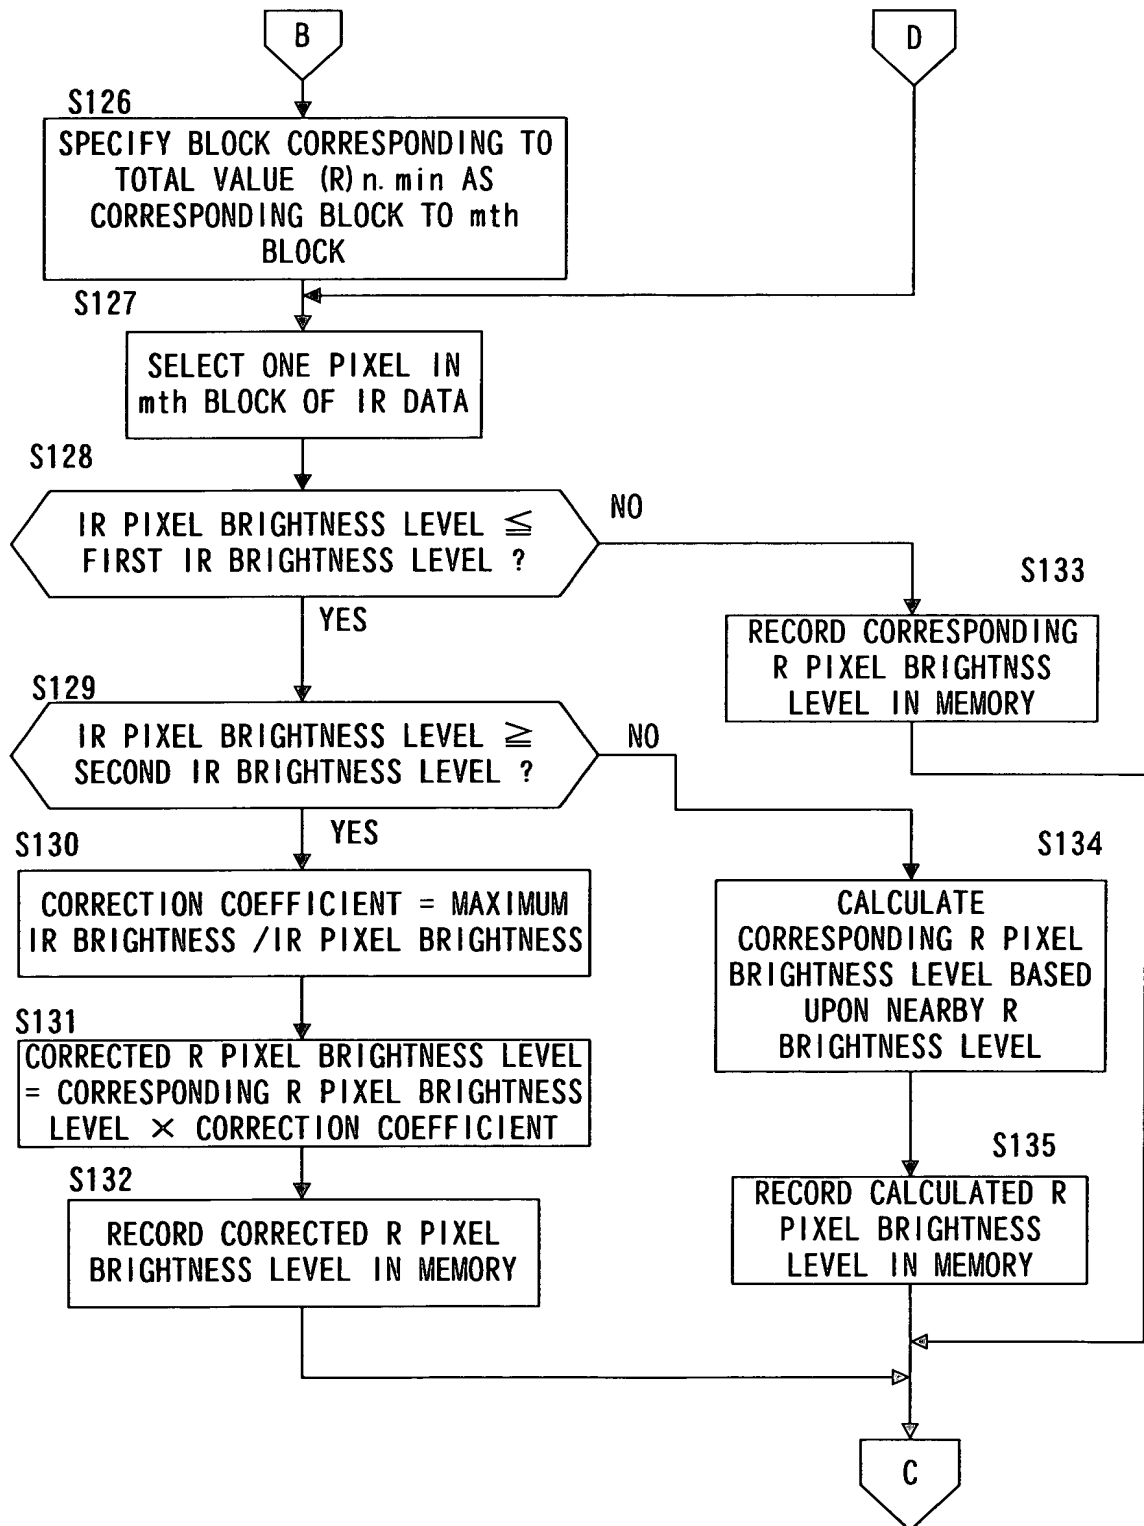 B
D
S126
SPECIFY BLOCK CORRESPONDING TO
TOTAL VALUE (R)n.min AS
CORRESPONDING BLOCK TO mth
BLOCK
S127
SELECT ONE PIXEL IN
mth BLOCK OF IR DATA
S128
IR PIXEL BRIGHTNESS LEVEL ≦
FIRST IR BRIGHTNESS LEVEL ?
NO
YES
S133
RECORD CORRESPONDING
R PIXEL BRIGHTNSS
LEVEL IN MEMORY
S129
IR PIXEL BRIGHTNESS LEVEL ≧
SECOND IR BRIGHTNESS LEVEL ?
NO
YES
S130
CORRECTION COEFFICIENT = MAXIMUM
IR BRIGHTNESS /IR PIXEL BRIGHTNESS
S134
CALCULATE
CORRESPONDING R PIXEL
BRIGHTNESS LEVEL BASED
UPON NEARBY R
BRIGHTNESS LEVEL
S131
CORRECTED R PIXEL BRIGHTNESS LEVEL
= CORRESPONDING R PIXEL BRIGHTNESS
LEVEL × CORRECTION COEFFICIENT
S132
RECORD CORRECTED R PIXEL
BRIGHTNESS LEVEL IN MEMORY
S135
RECORD CALCULATED R
PIXEL BRIGHTNESS
LEVEL IN MEMORY
C